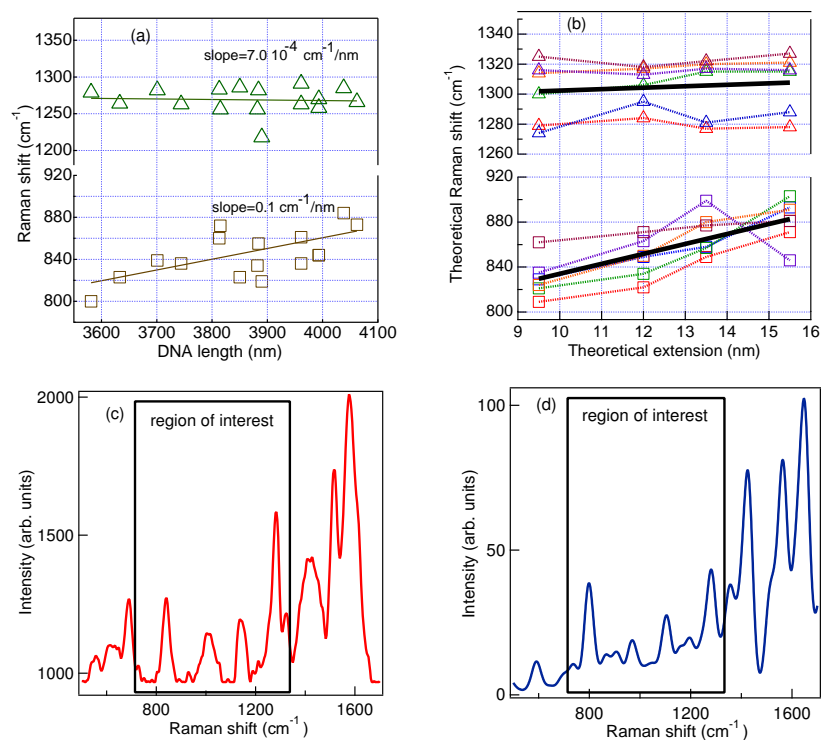 (a)
slope=7.0 10⁻⁴ cm⁻¹/nm
1350
1300
1250
1200
920
880
840
800
slope=0.1 cm⁻¹/nm
3600 3700 3800 3900 4000 4100
DNA length (nm)
Raman shift (cm⁻¹)
(b)
1340
1320
1300
1280
1260
920
880
840
800
9 10 11 12 13 14 15 16
Theoretical extension (nm)
Theoretical Raman shift (cm⁻¹)
(c)
region of interest
2000
1500
1000
800 1200 1600
Raman shift (cm⁻¹)
Intensity (arb. units)
(d)
region of interest
100
50
0
800 1200 1600
Raman shift (cm⁻¹)
Intensity (arb. units)